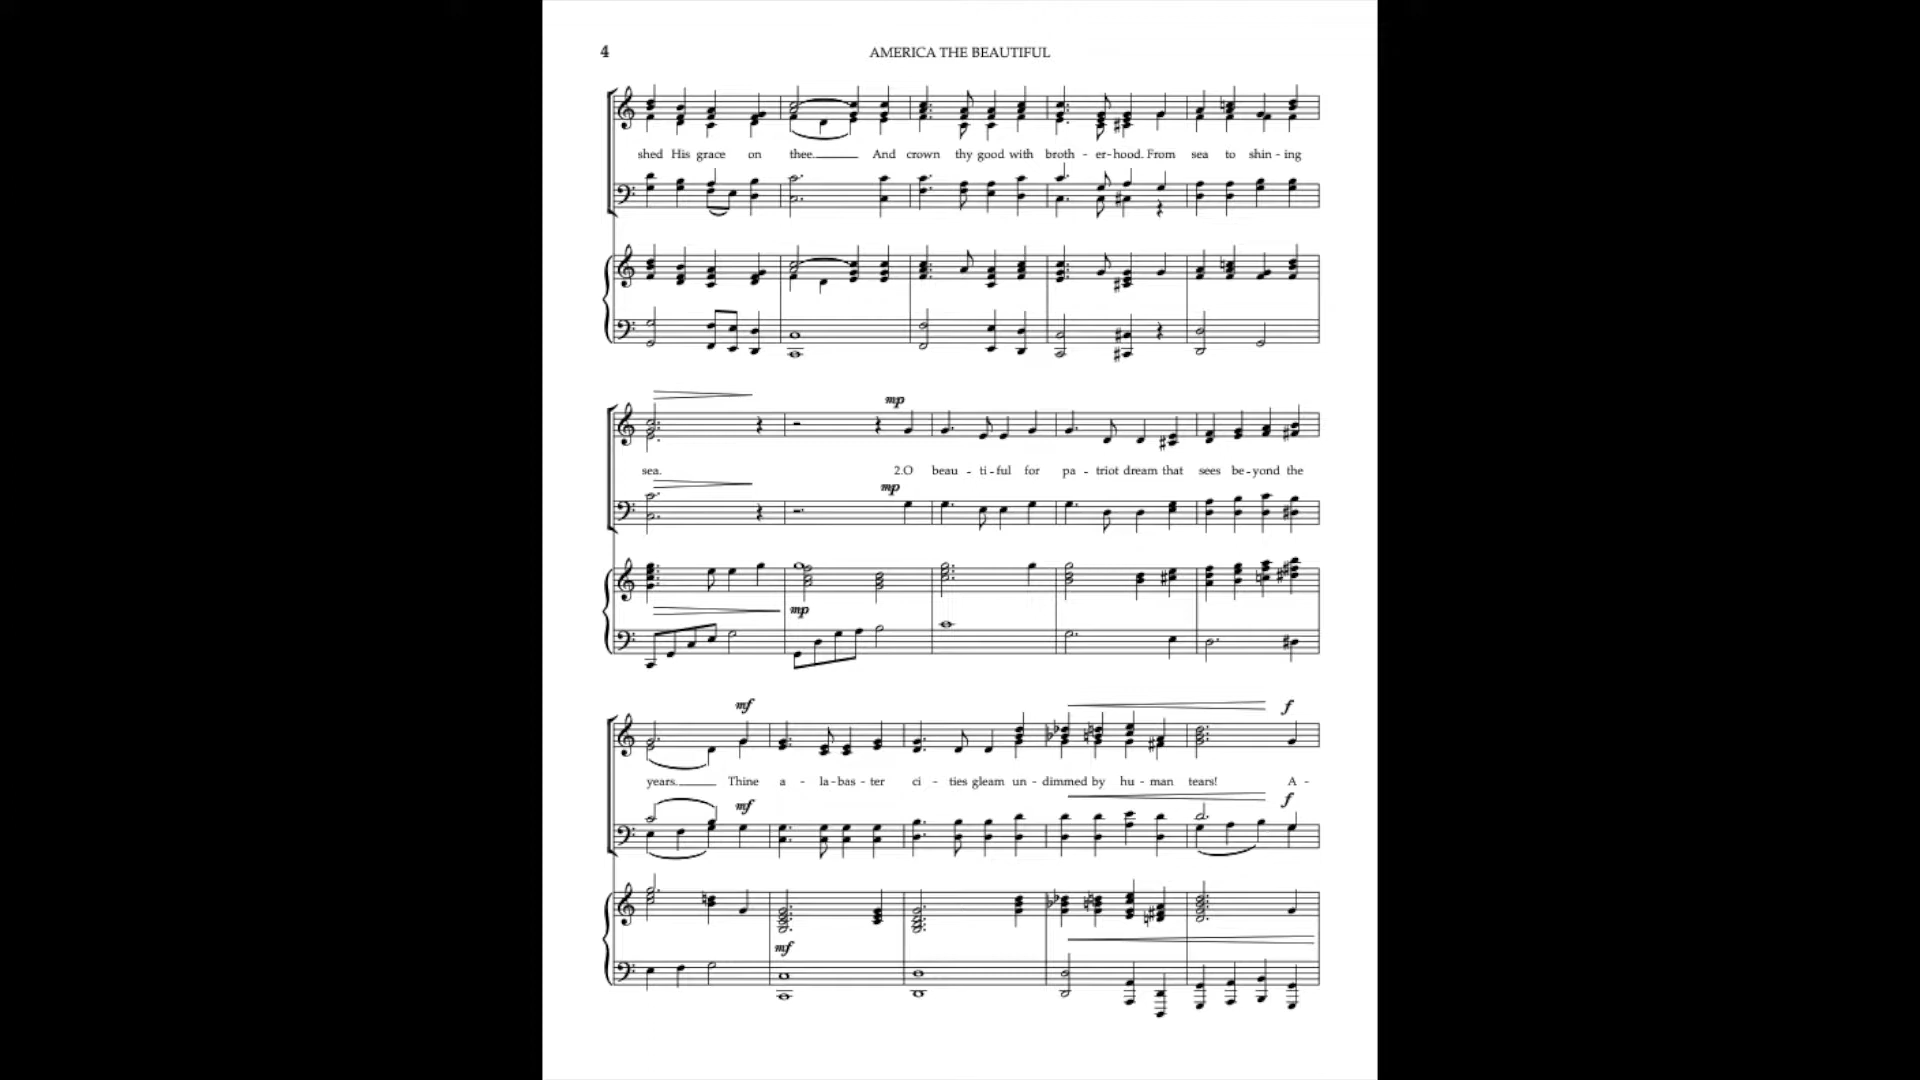 4
AMERICA THE BEAUTIFUL
shed His grace on thee. And crown thy good with broth - er-hood. From sea to shin - ing
mp
sea. 2.O beau - ti - ful for pa - triot dream that sees be - yond the
mp
mp
mf
years. Thine a - la - bas - ter ci - ties gleam un - dimmed by hu - man tears! A -
f
mf
f
mf